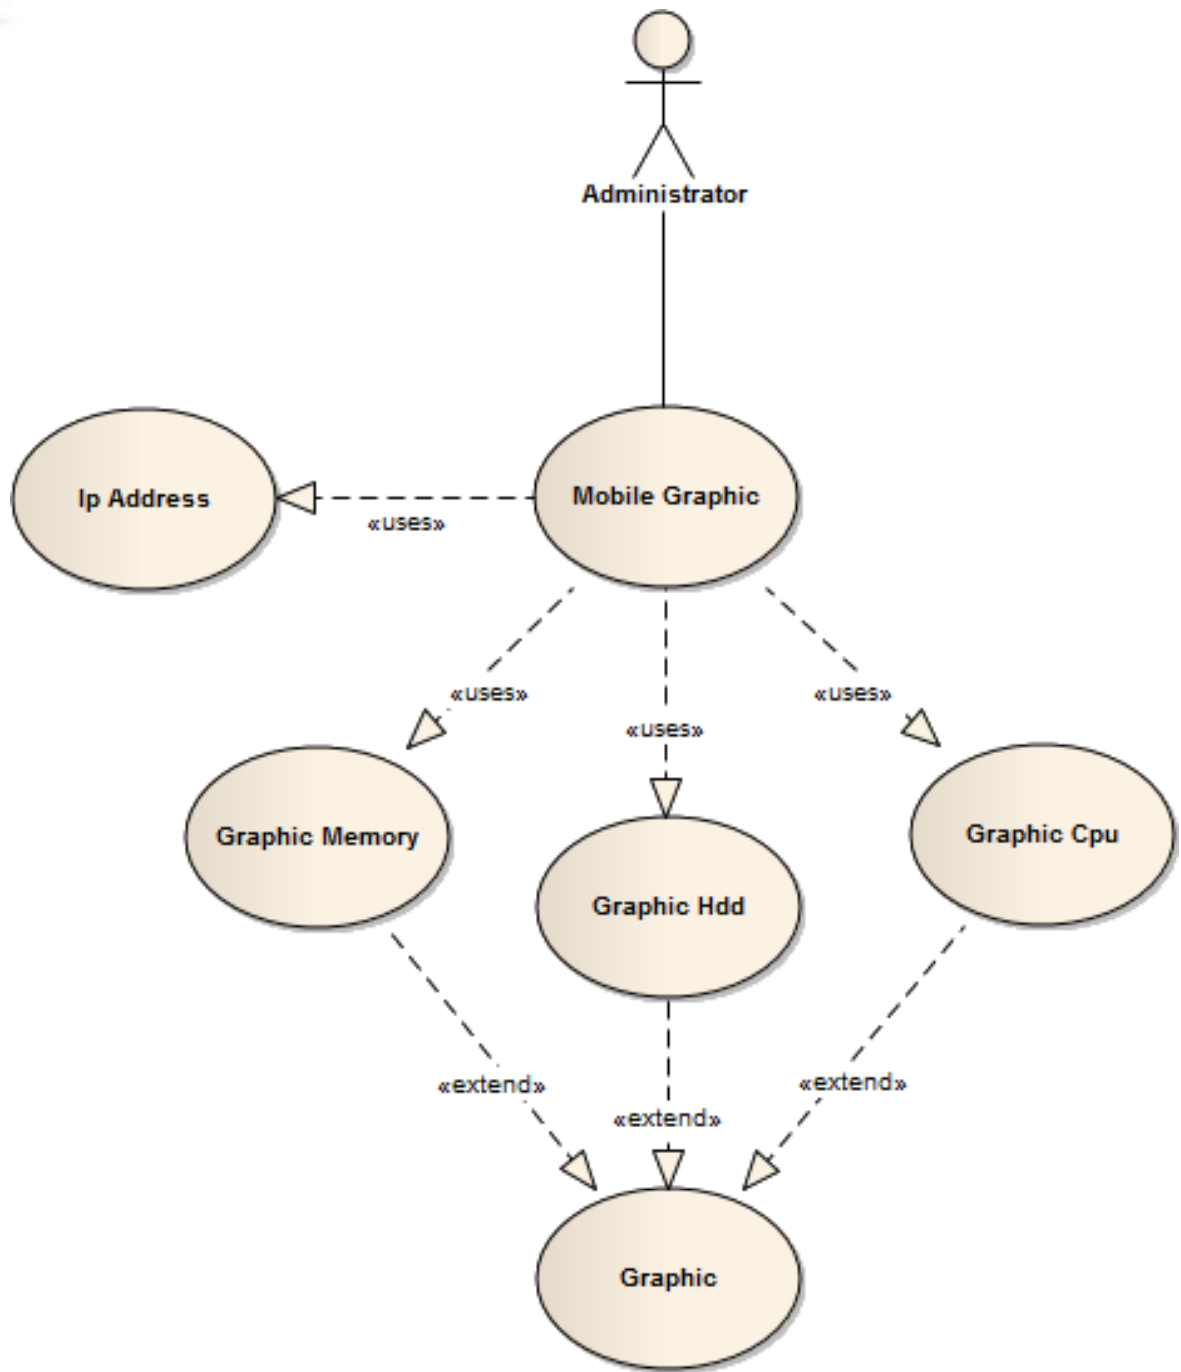 Administrator
Ip Address
Mobile Graphic
«uses»
«uses»
«uses»
«uses»
Graphic Memory
Graphic Cpu
Graphic Hdd
«extend»
«extend»
«extend»
Graphic